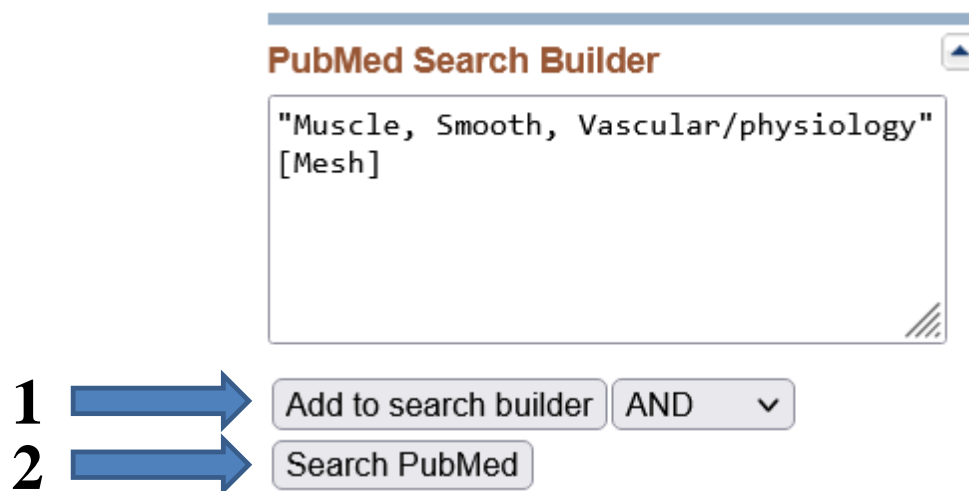 PubMed Search Builder
"Muscle, Smooth, Vascular/physiology"
[Mesh]
1 Add to search builder AND
2 Search PubMed